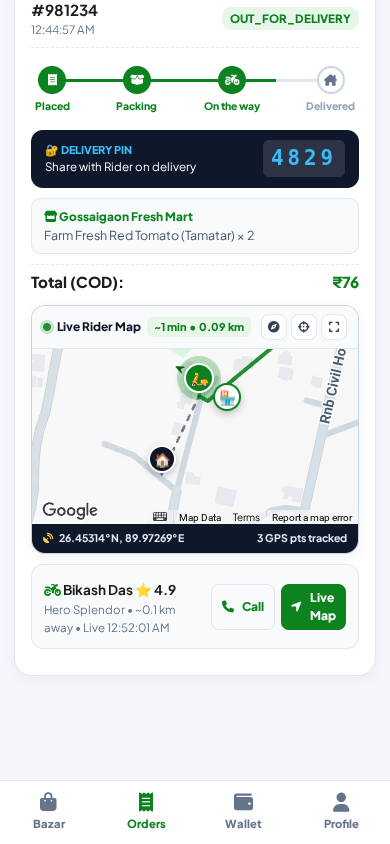 #981234
OUT_FOR_DELIVERY
12:44:57 AM
Placed
Packing
On the way
Delivered
🔐 DELIVERY PIN
Share with Rider on delivery
4829
Gossaigaon Fresh Mart
Farm Fresh Red Tomato (Tamatar) × 2
Total (COD):
₹76
Live Rider Map
~1 min • 0.09 km
Rnb Civil Ho
Google
Map Data
Terms
Report a map error
26.45314°N, 89.97269°E
3 GPS pts tracked
Bikash Das ⭐ 4.9
Hero Splendor • ~0.1 km
away • Live 12:52:01 AM
Call
Live
Map
Bazar
Orders
Wallet
Profile